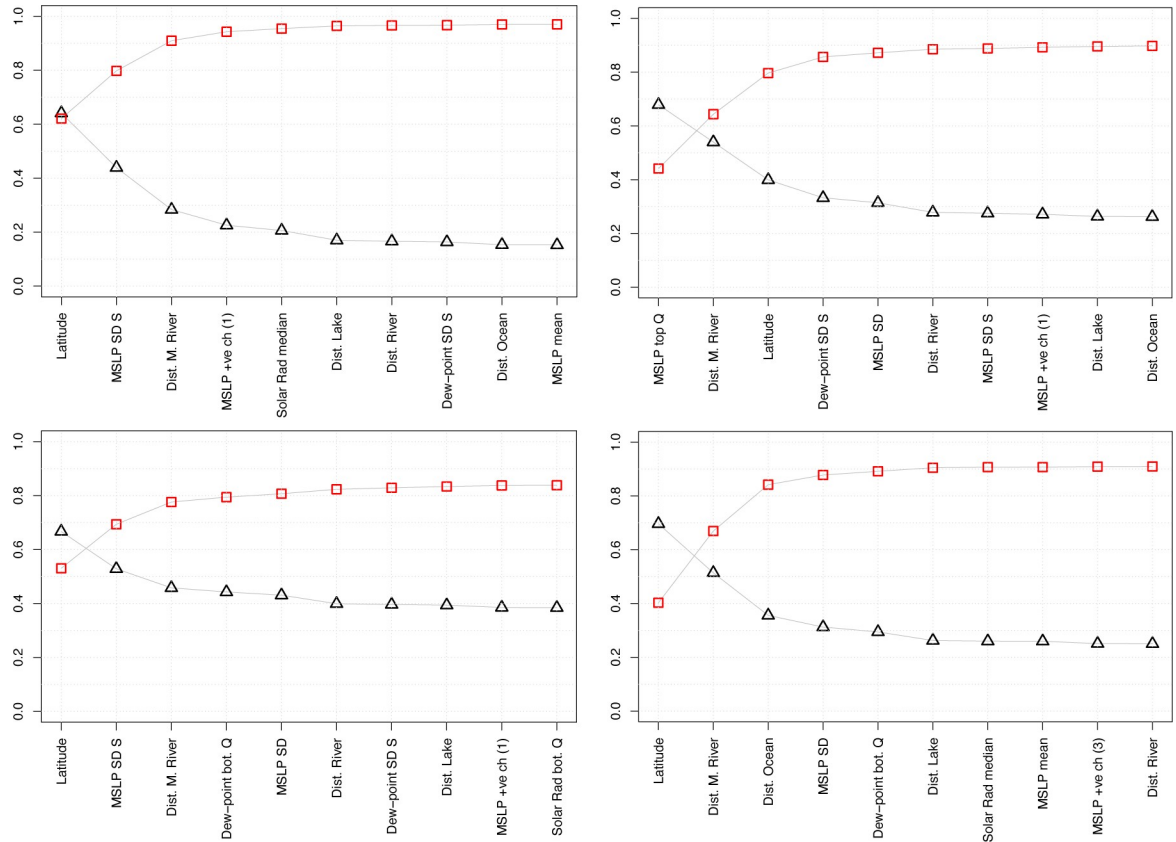 1.0
0.8
0.6
0.4
0.2
0.0
Latitude
MSLP SD S
Dist. M. River
MSLP +ve ch (1)
Solar Rad median
Dist. Lake
Dist. River
Dew−point SD S
Dist. Ocean
MSLP mean
1.0
0.8
0.6
0.4
0.2
0.0
MSLP top Q
Dist. M. River
Latitude
Dew−point SD S
MSLP SD
Dist. River
MSLP SD S
MSLP +ve ch (1)
Dist. Lake
Dist. Ocean
1.0
0.8
0.6
0.4
0.2
0.0
Latitude
MSLP SD S
Dist. M. River
Dew−point bot. Q
MSLP SD
Dist. River
Dew−point SD S
Dist. Lake
MSLP +ve ch (1)
Solar Rad bot. Q
1.0
0.8
0.6
0.4
0.2
0.0
Latitude
Dist. M. River
Dist. Ocean
MSLP SD
Dew−point bot. Q
Dist. Lake
Solar Rad median
MSLP mean
MSLP +ve ch (3)
Dist. River